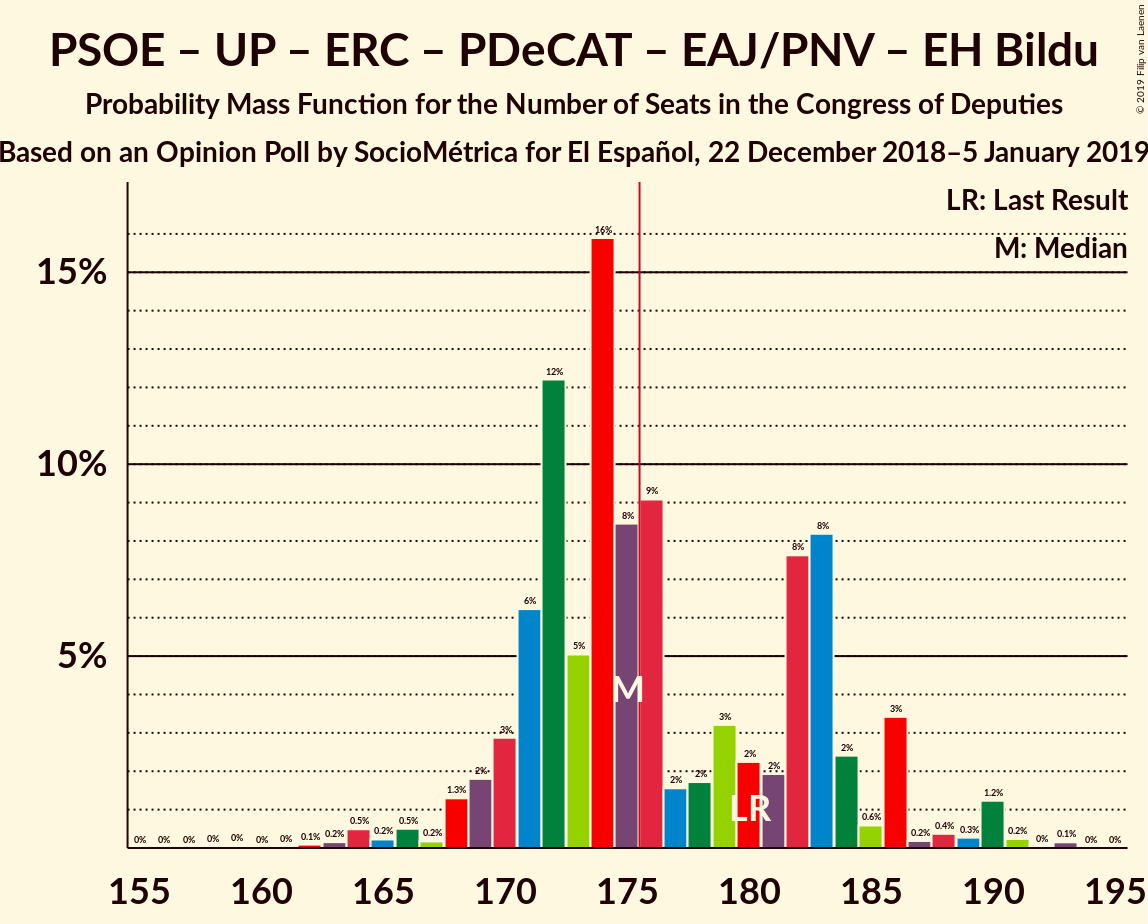 PSOE – UP – ERC – PDeCAT – EAJ/PNV – EH Bildu
Probability Mass Function for the Number of Seats in the Congress of Deputies
Based on an Opinion Poll by SocioMétrica for El Español, 22 December 2018–5 January 2019
© 2019 Filip van Laenen
LR: Last Result
M: Median
15%
10%
5%
0% 0% 0% 0% 0% 0% 0% 0.1% 0.2% 0.5% 0.2% 0.5% 0.2% 1.3% 2% 3% 6% 12% 5% 16% 8% 9% 2% 2% 3% 2% 2% 8% 8% 2% 0.6% 3% 0.2% 0.4% 0.3% 1.2% 0.2% 0% 0.1% 0% 0%
M
LR
155 160 165 170 175 180 185 190 195